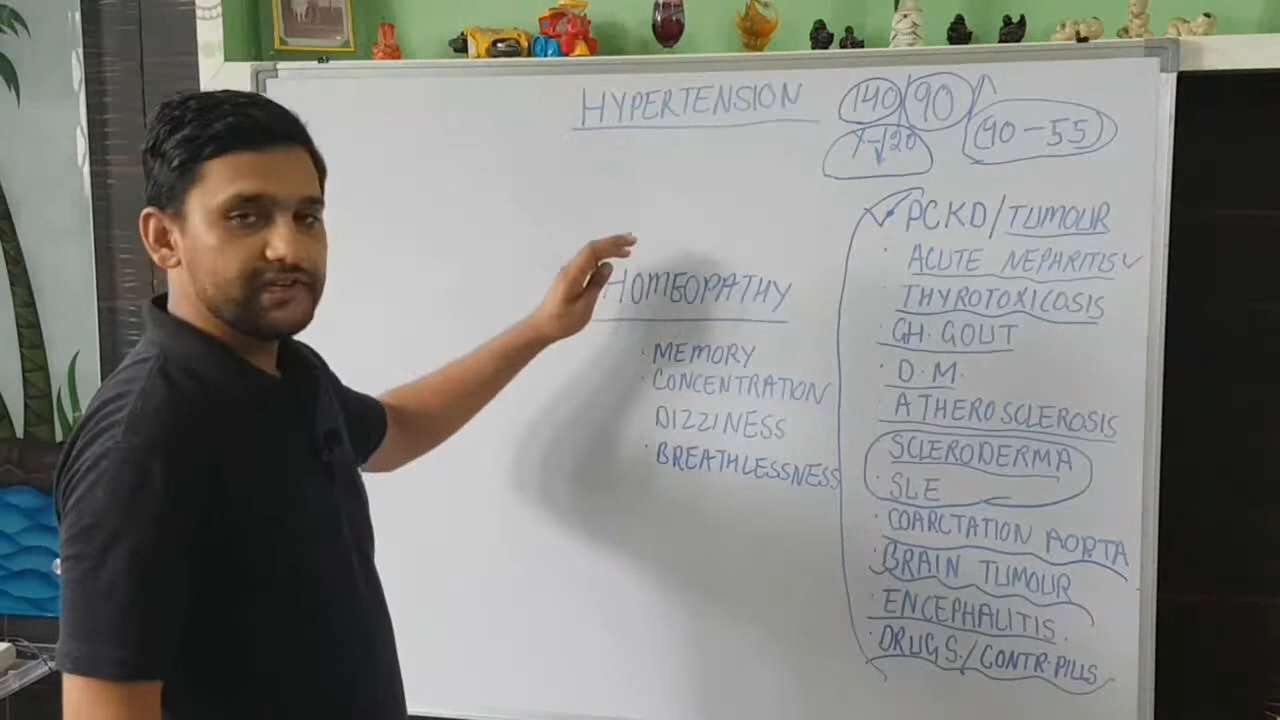 HYPERTENSION
140/90
(40-55)
HOMEOPATHY
· MEMORY
· CONCENTRATION
DIZZINESS
· BREATHLESSNESS
PCKD/TUMOUR
· ACUTE NEPHRITIS
THYROTOXICOSIS
· CH. GOUT
· D.M.
ATHEROSCLEROSIS
SCLERODERMA
· SLE
· COARCTATION AORTA
BRAIN TUMOUR
· ENCEPHALITIS.
· DRUGS./CONTR. PILLS